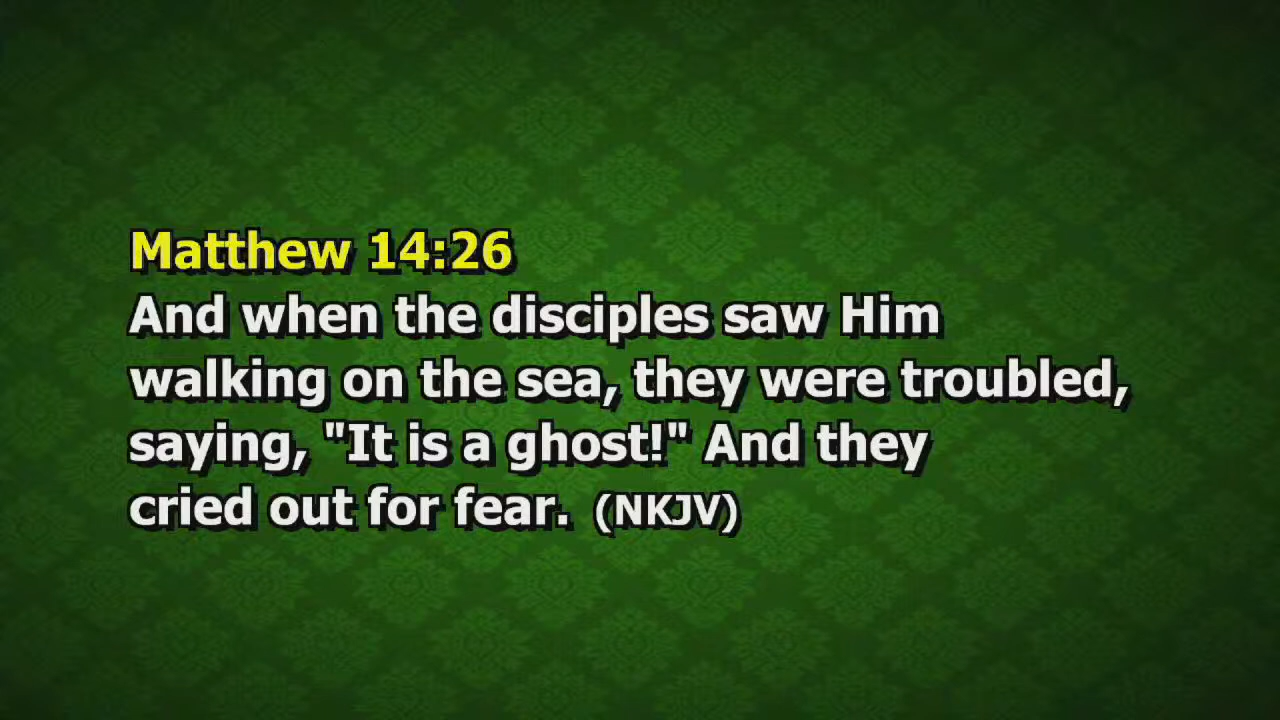 Matthew 14:26
And when the disciples saw Him
walking on the sea, they were troubled,
saying, "It is a ghost!" And they
cried out for fear. (NKJV)